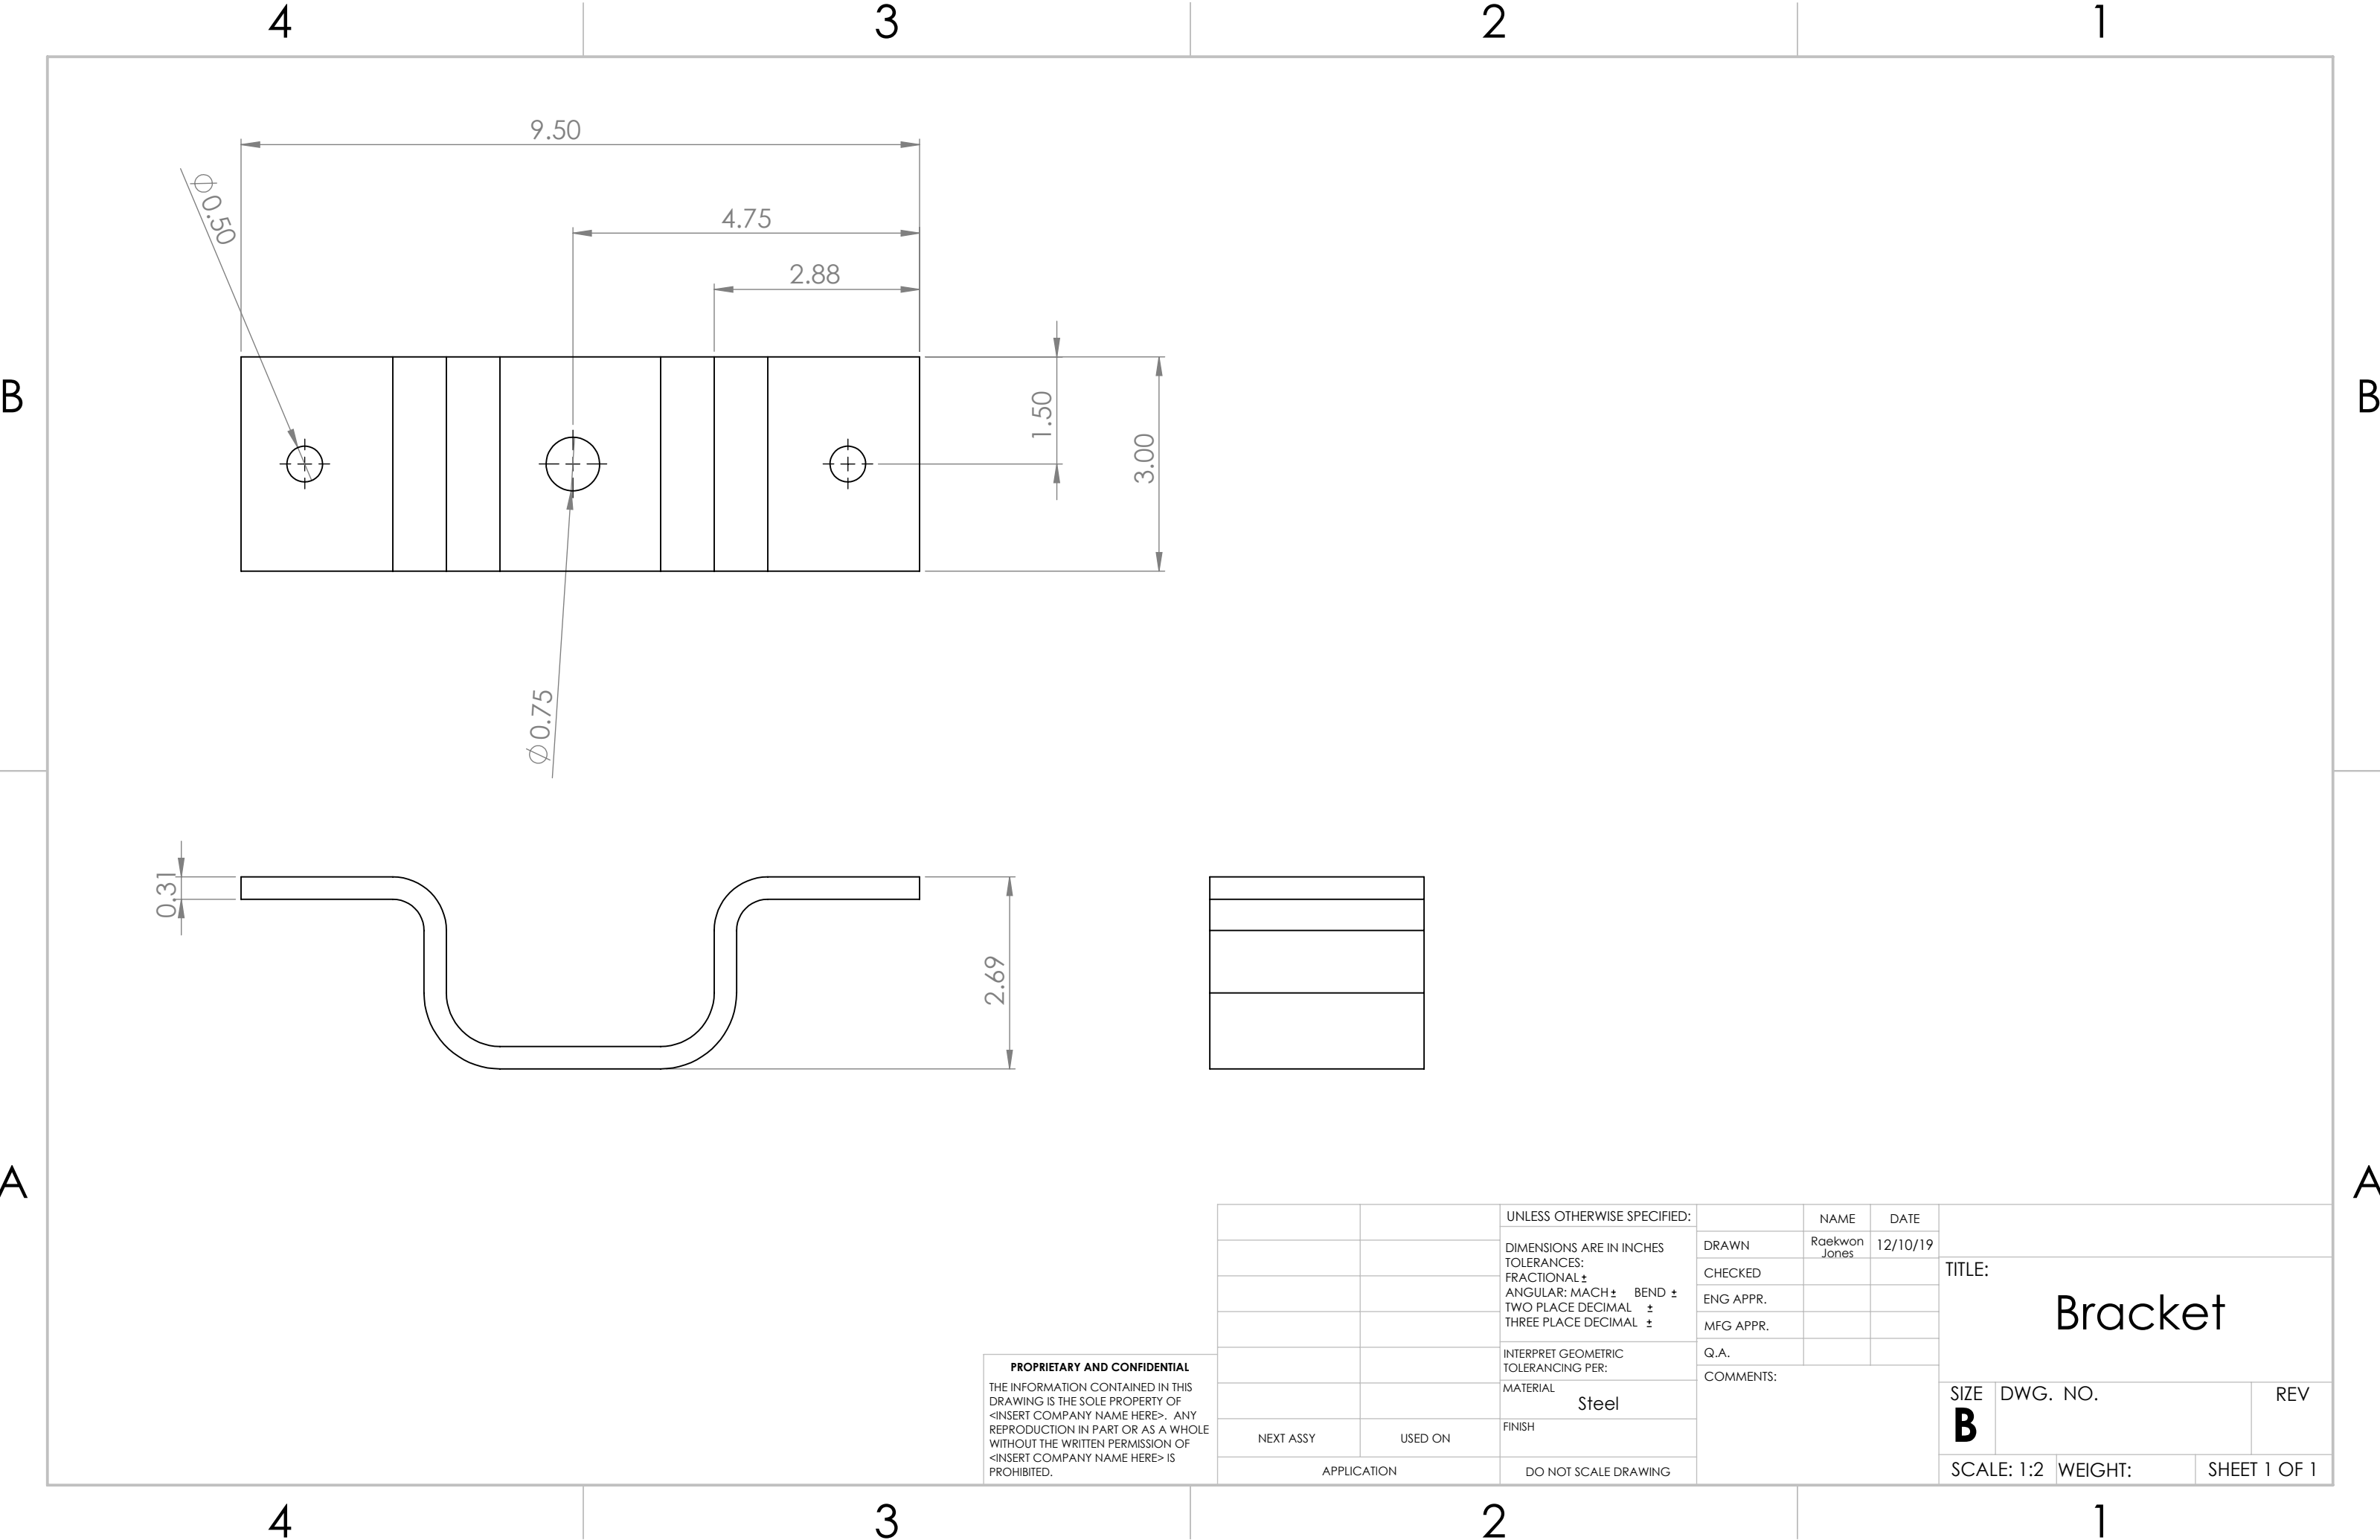 4 3 2 1
9.50
⌀0.50
4.75
2.88
B B
1.50
3.00
⌀0.75
0.31
2.69
A A
UNLESS OTHERWISE SPECIFIED:
DIMENSIONS ARE IN INCHES
TOLERANCES:
FRACTIONAL ±
ANGULAR: MACH ± BEND ±
TWO PLACE DECIMAL ±
THREE PLACE DECIMAL ±
INTERPRET GEOMETRIC
TOLERANCING PER:
MATERIAL
Steel
FINISH
DO NOT SCALE DRAWING
NAME DATE
DRAWN Raekwon Jones 12/10/19
CHECKED
ENG APPR.
MFG APPR.
Q.A.
COMMENTS:
TITLE:
Bracket
SIZE DWG. NO. REV
B
SCALE: 1:2 WEIGHT: SHEET 1 OF 1
PROPRIETARY AND CONFIDENTIAL
THE INFORMATION CONTAINED IN THIS
DRAWING IS THE SOLE PROPERTY OF
<INSERT COMPANY NAME HERE>. ANY
REPRODUCTION IN PART OR AS A WHOLE
WITHOUT THE WRITTEN PERMISSION OF
<INSERT COMPANY NAME HERE> IS
PROHIBITED.
NEXT ASSY USED ON
APPLICATION
4 3 2 1